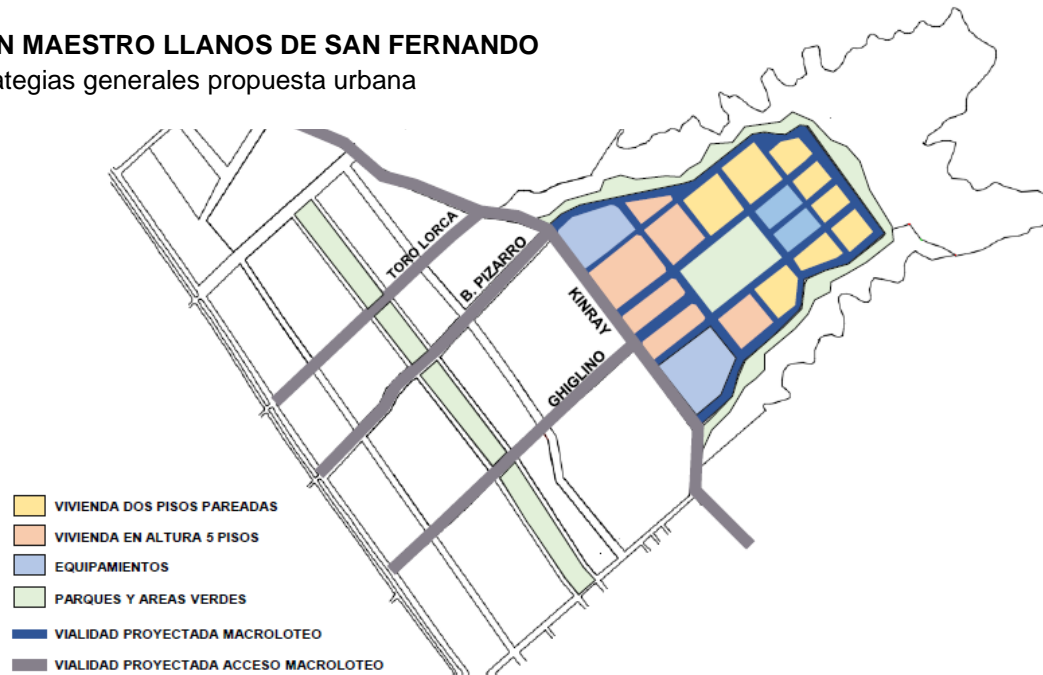 N MAESTRO LLANOS DE SAN FERNANDO
ategias generales propuesta urbana
TORO LORCA
B. PIZARRO
KINRAY
GHIGLINO
VIVIENDA DOS PISOS PAREADAS
VIVIENDA EN ALTURA 5 PISOS
EQUIPAMIENTOS
PARQUES Y AREAS VERDES
VIALIDAD PROYECTADA MACROLOTEO
VIALIDAD PROYECTADA ACCESO MACROLOTEO